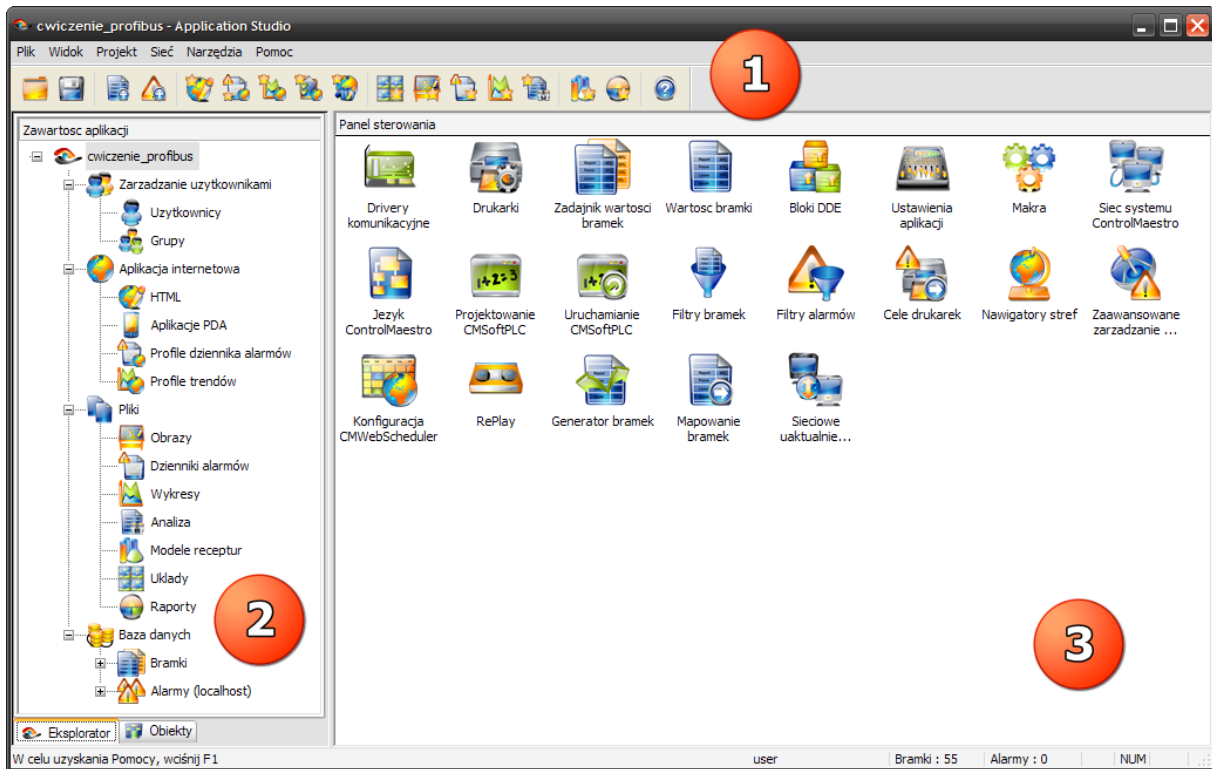 cwiczenie_profibus - Application Studio
Plik Widok Projekt Sieć Narzędzia Pomoc
1
Zawartosc aplikacji
cwiczenie_profibus
Zarzadzanie uzytkownikami
Uzytkownicy
Grupy
Aplikacja internetowa
HTML
Aplikacje PDA
Profile dziennika alarmów
Profile trendów
Pliki
Obrazy
Dzienniki alarmów
Wykresy
Analiza
Modele receptur
Uklady
Raporty
Baza danych
Bramki
Alarmy (localhost)
2
Eksplorator Obiekty
Panel sterowania
Drivery
komunikacyjne
Drukarki
Zadajnik wartosci
bramek
Wartosc bramki
Bloki DDE
Ustawienia
aplikacji
Makra
Siec systemu
ControlMaestro
Jezyk
ControlMaestro
Projektowanie
CMSoftPLC
Uruchamianie
CMSoftPLC
Filtry bramek
Filtry alarmów
Cele drukarek
Nawigatory stref
Zaawansowane
zarzadzanie ...
Konfiguracja
CMWebScheduler
RePlay
Generator bramek
Mapowanie
bramek
Sieciowe
uaktualnie...
3
W celu uzyskania Pomocy, wciśnij F1 user Bramki : 55 Alarmy : 0 NUM